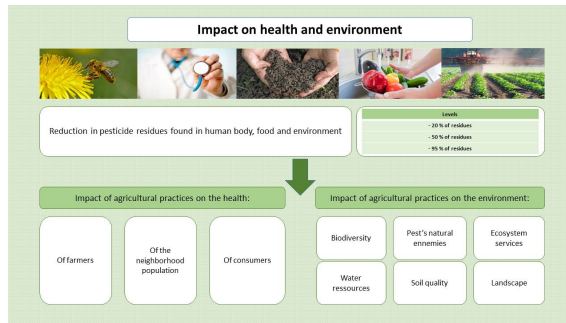 Impact on health and environment
Reduction in pesticide residues found in human body, food and environment
Levels
- 20 % of residues
- 50 % of residues
- 95 % of residues
Impact of agricultural practices on the health:
Impact of agricultural practices on the environment:
Of farmers
Of the
neighborhood
population
Of consumers
Biodiversity
Pest's natural
ennemies
Ecosystem
services
Water
ressources
Soil quality
Landscape